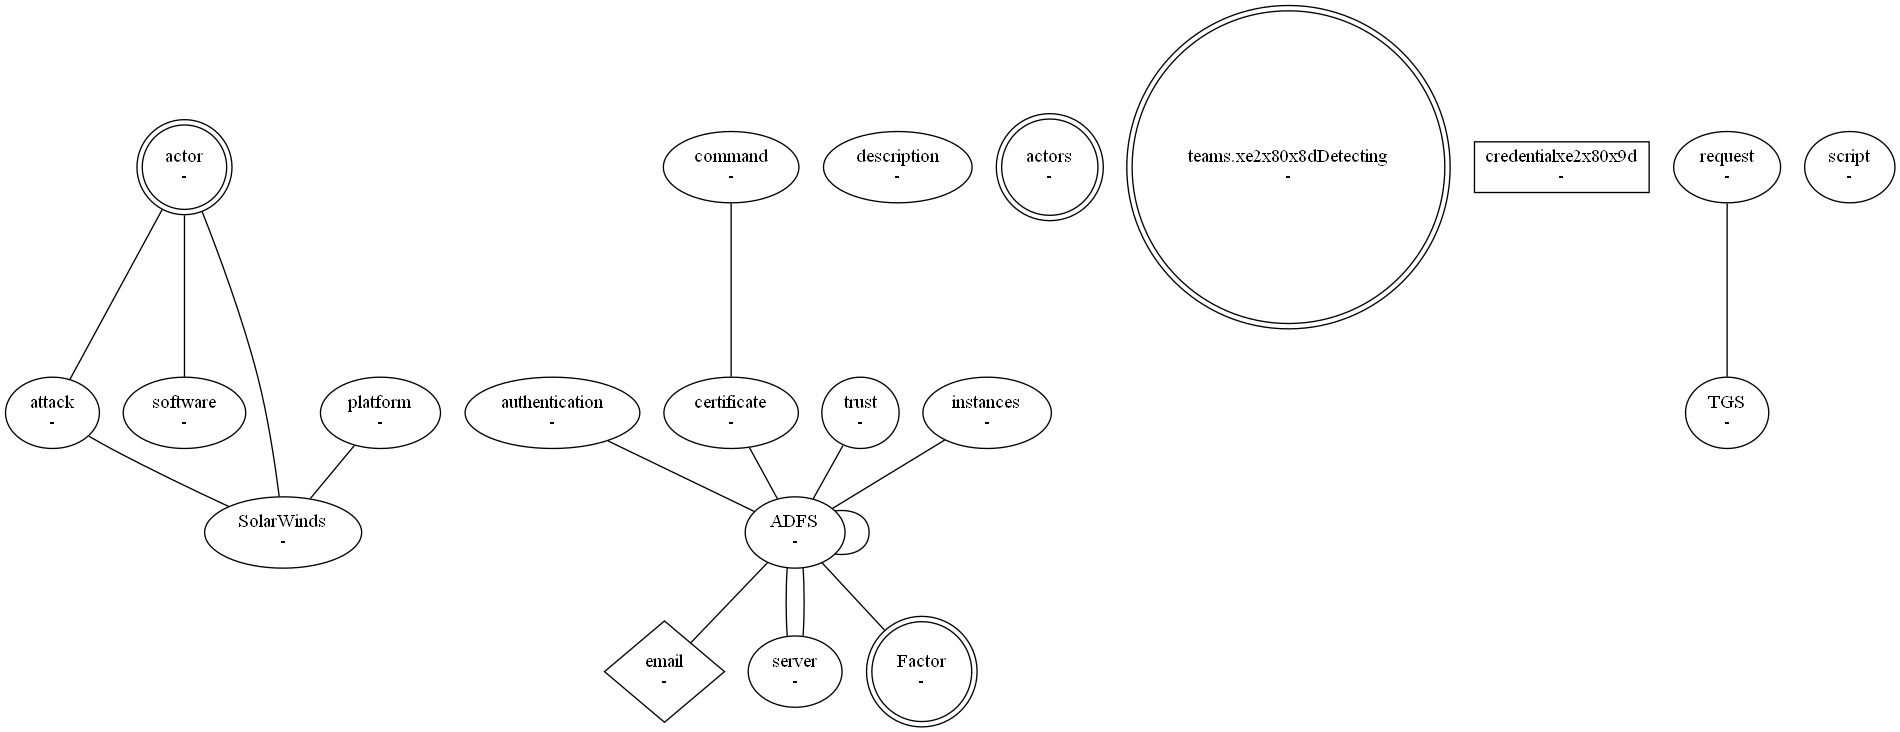 actor
-
command
-
description
-
actors
-
teams.xe2x80x8dDetecting
-
credentialxe2x80x9d
-
request
-
script
-
attack
-
software
-
platform
-
authentication
-
certificate
-
trust
-
instances
-
TGS
-
SolarWinds
-
ADFS
-
email
-
server
-
Factor
-